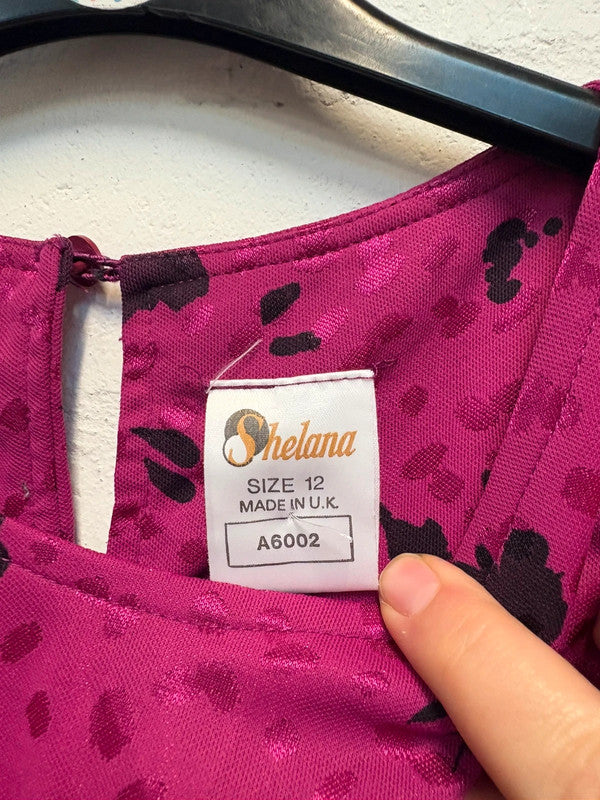 Shelana
SIZE 12
MADE IN U.K.
A6002